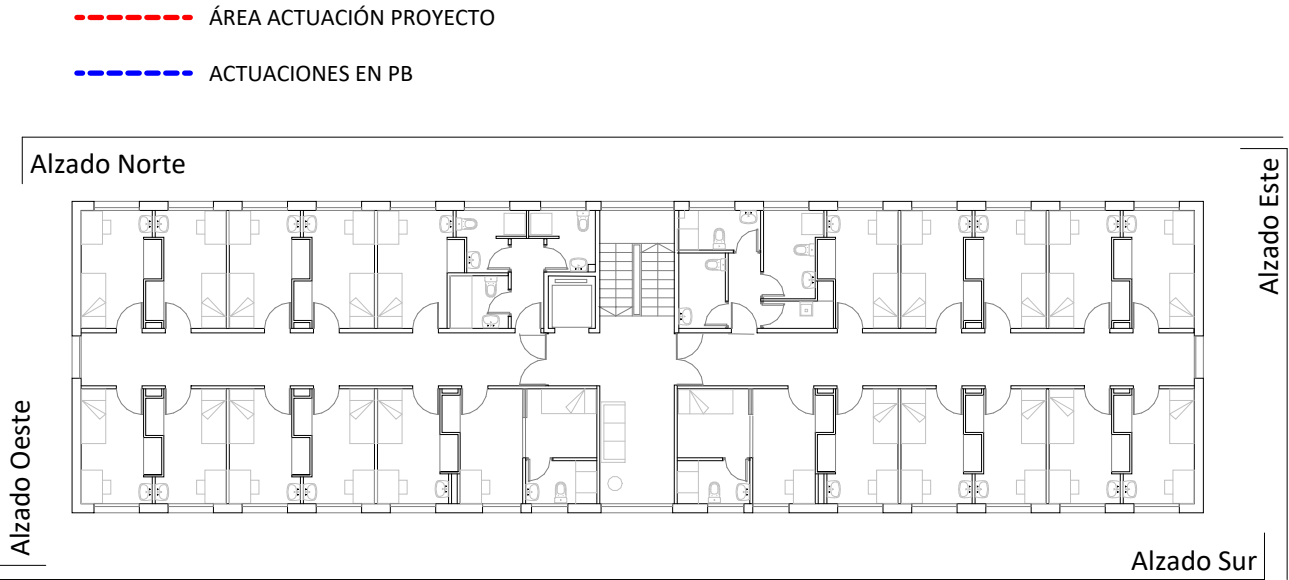 ÁREA ACTUACIÓN PROYECTO
ACTUACIONES EN PB
Alzado Norte
Alzado Este
Alzado Oeste
Alzado Sur